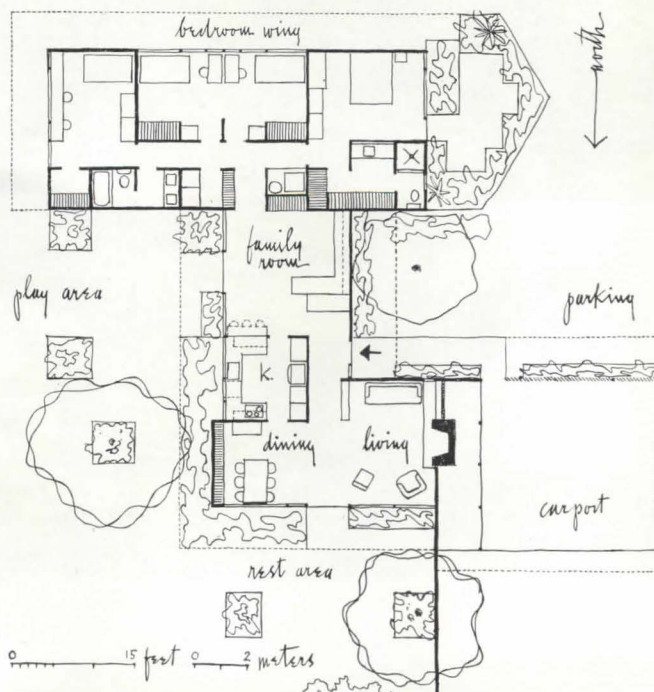 bedroom wing
north
family
room
play area
parking
K.
dining
living
carport
rest area
0 15 feet 0 2 meters